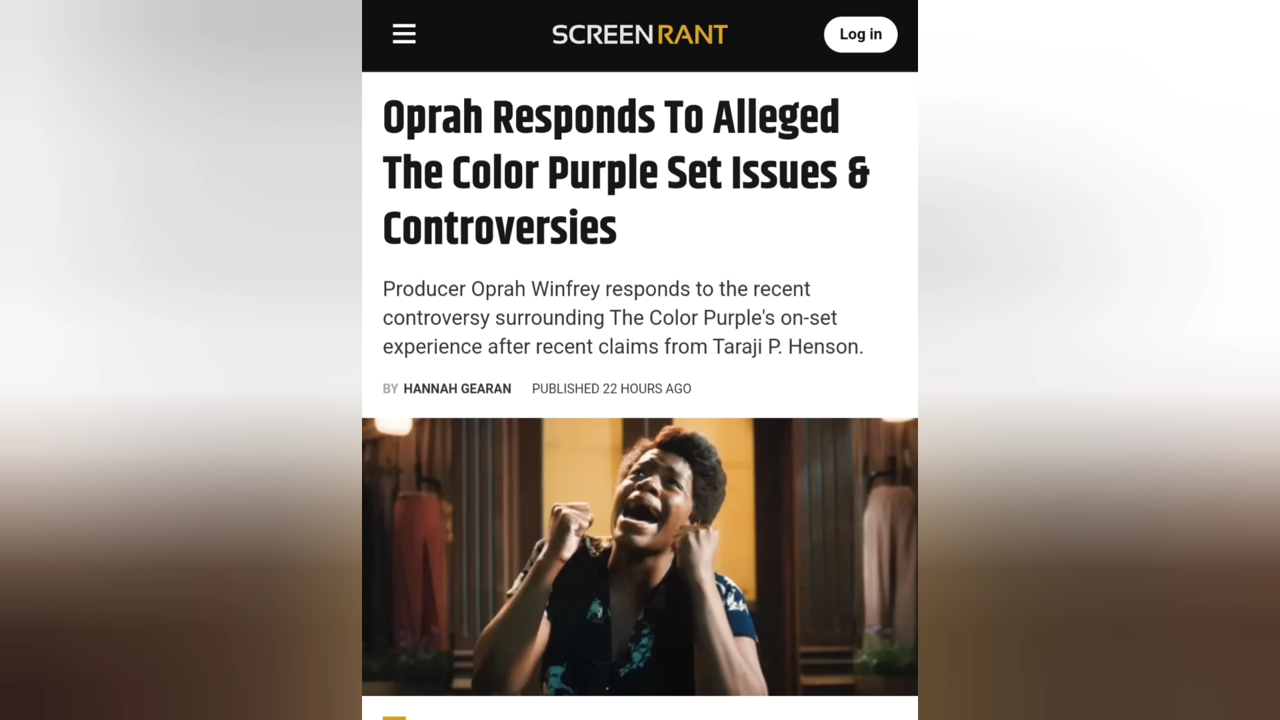 SCREENRANT
Log in
Oprah Responds To Alleged
The Color Purple Set Issues &
Controversies
Producer Oprah Winfrey responds to the recent
controversy surrounding The Color Purple's on-set
experience after recent claims from Taraji P. Henson.
BY HANNAH GEARAN PUBLISHED 22 HOURS AGO